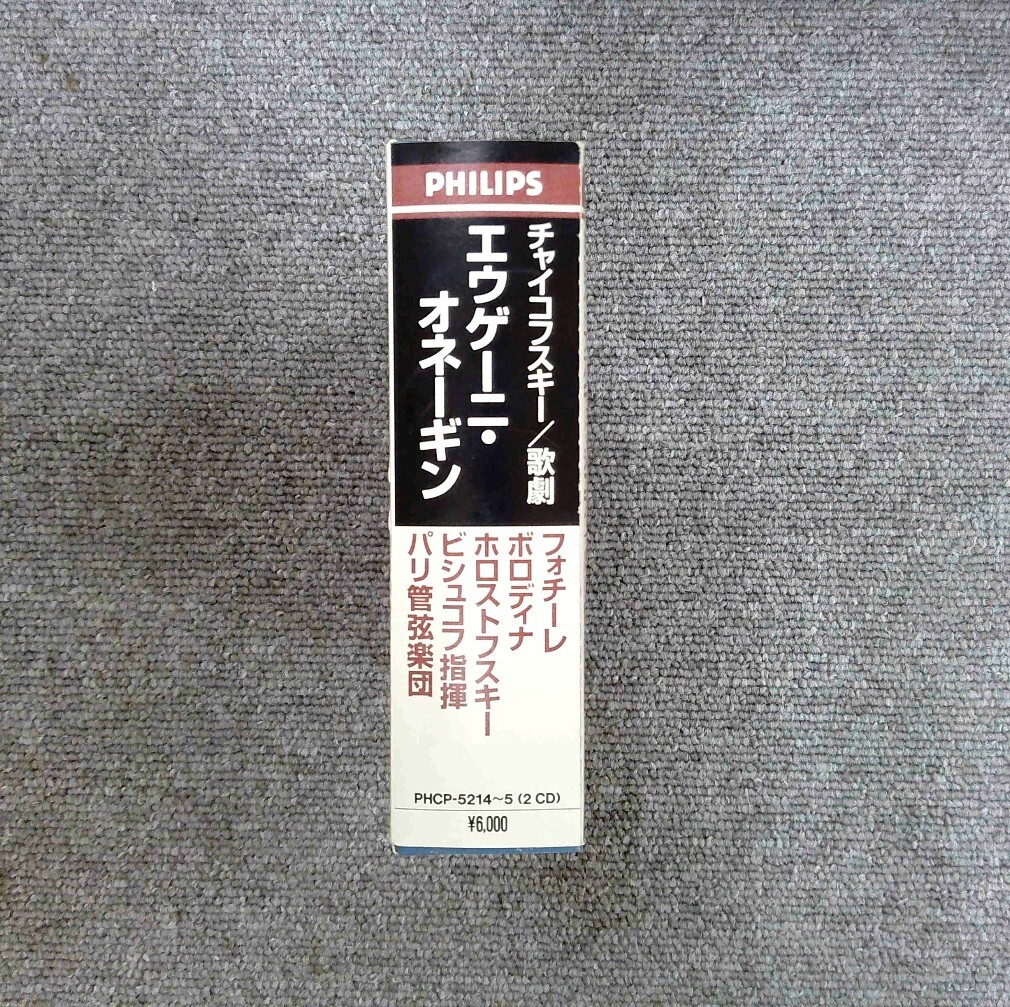 PHILIPS
チャイコフスキー/歌劇
エウゲーニ・
オネーギン
フォチーレ
ボロディナ
ホロストフスキー
ビシュコフ指揮
パリ管弦楽団
PHCP-5214~5 (2 CD)
¥6,000